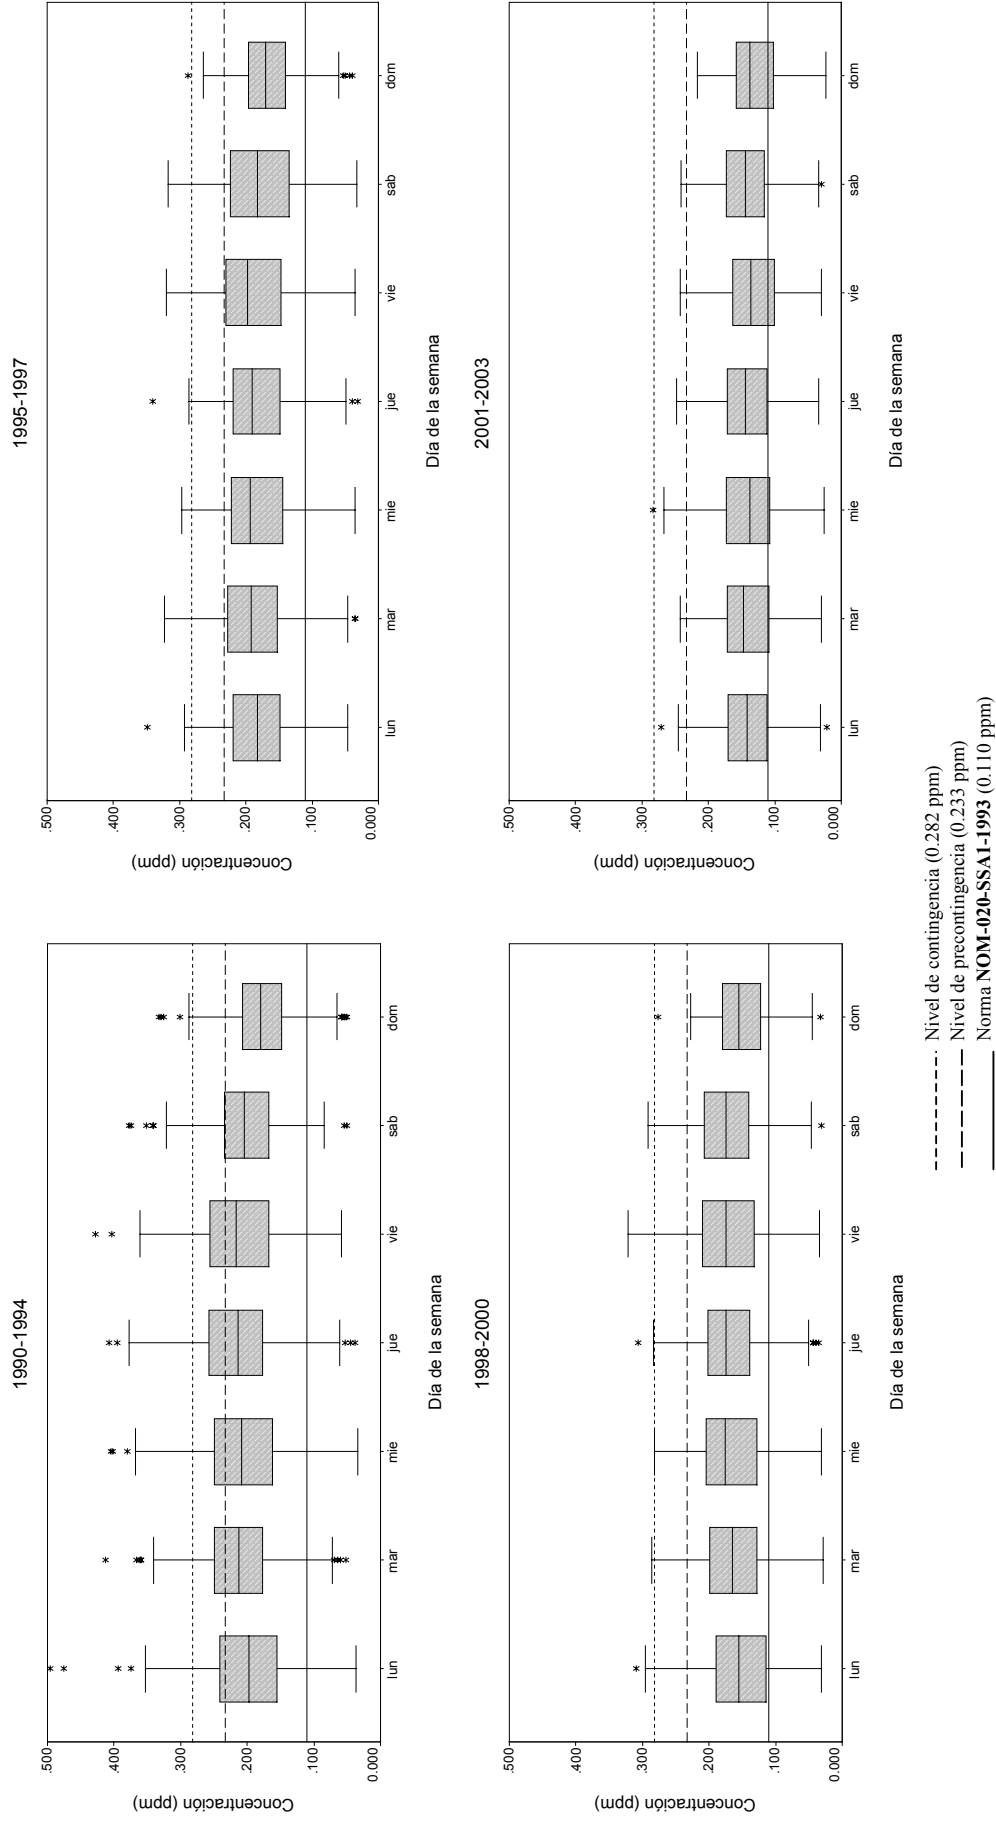 1990-1994
Concentración (ppm)
.500
.400
.300
.200
.100
0.000
lun
mar
mie
jue
vie
sab
dom
Día de la semana
1995-1997
Concentración (ppm)
.500
.400
.300
.200
.100
0.000
lun
mar
mie
jue
vie
sab
dom
Día de la semana
1998-2000
Concentración (ppm)
.500
.400
.300
.200
.100
0.000
lun
mar
mie
jue
vie
sab
dom
Día de la semana
2001-2003
Concentración (ppm)
.500
.400
.300
.200
.100
0.000
lun
mar
mie
jue
vie
sab
dom
Día de la semana
Nivel de contingencia (0.282 ppm)
Nivel de precontingencia (0.233 ppm)
Norma NOM-020-SSA1-1993 (0.110 ppm)